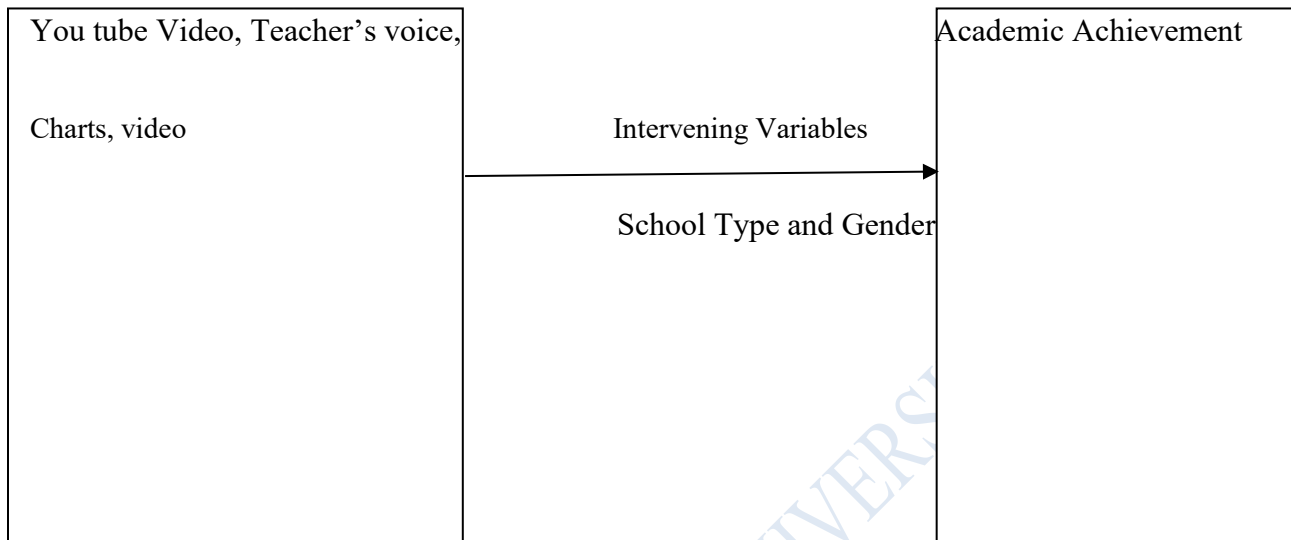 You tube Video, Teacher’s voice,
Academic Achievement
Charts, video
Intervening Variables
School Type and Gender